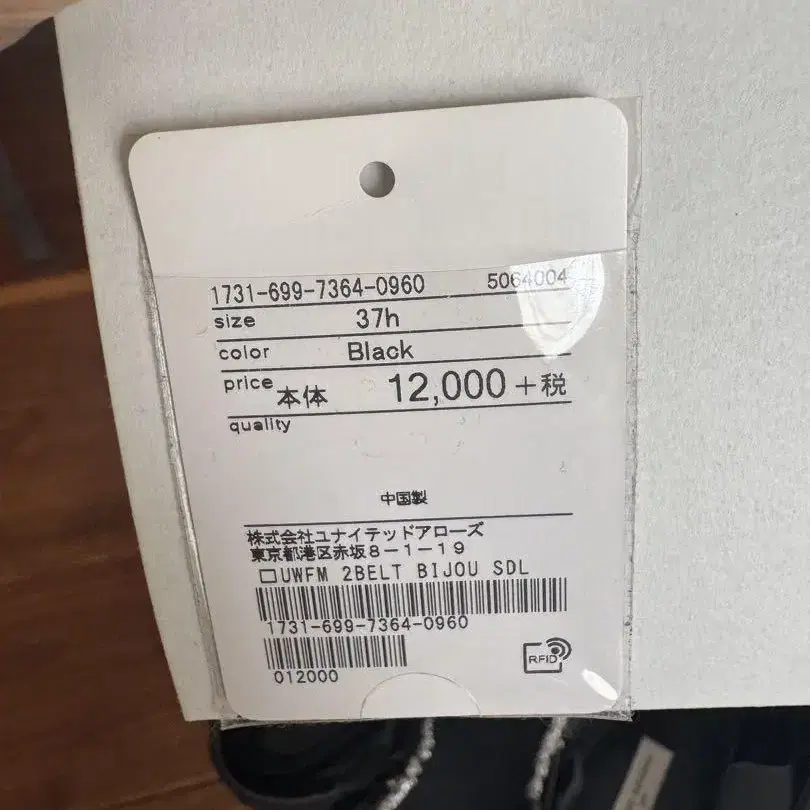 1731-699-7364-0960 5064004
size 37h
color Black
price 本体 12,000+税
quality
中国製
株式会社ユナイテッドアローズ
東京都港区赤坂8-1-19
□UWFM 2BELT BIJOU SDL
1731-699-7364-0960
012000
RFID